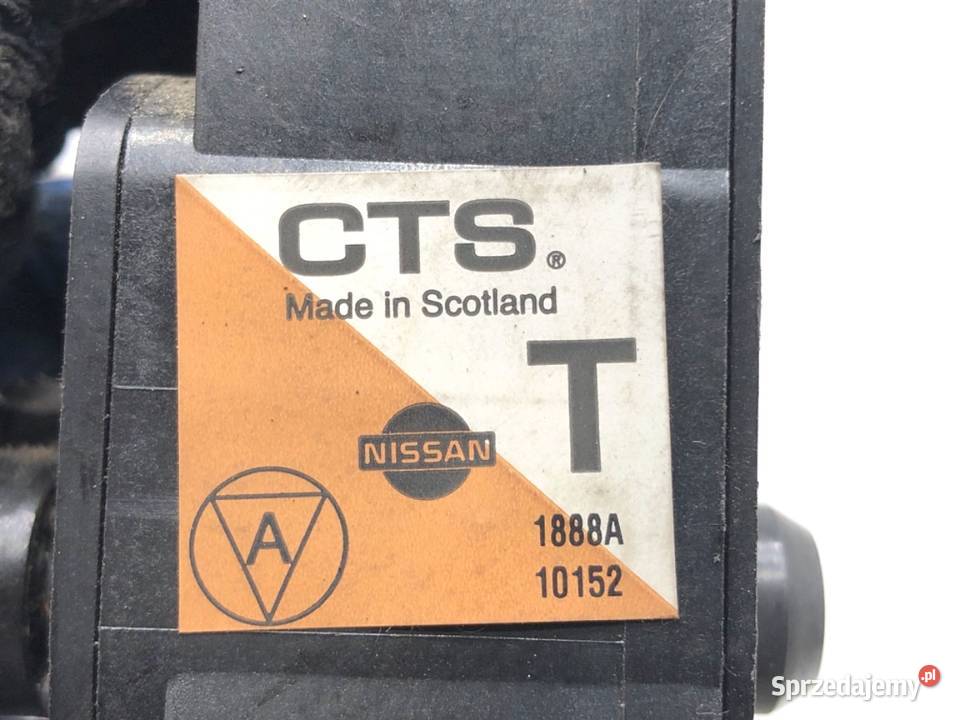 CTS®
Made in Scotland
T
NISSAN
A
1888A
10152
Sprzedajemy.pl